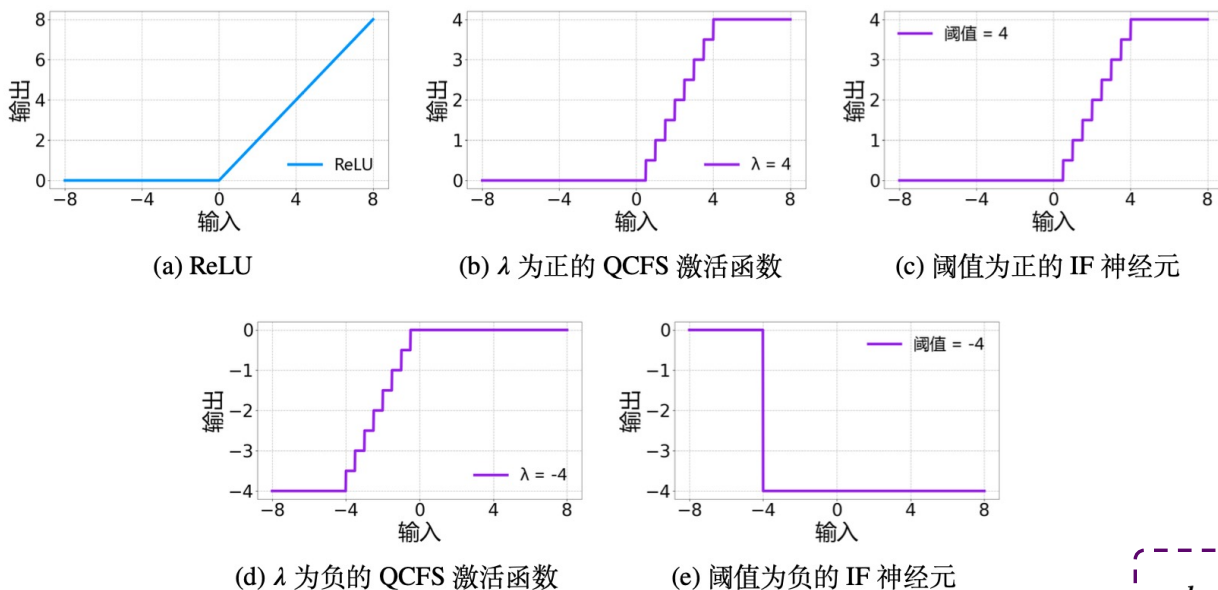 8
6
4
2
0
输出
−8 −4 0 4 8
输入
ReLU
(a) ReLU
4
3
2
1
0
输出
−8 −4 0 4 8
输入
λ = 4
(b) λ 为正的 QCFS 激活函数
4
3
2
1
0
输出
−8 −4 0 4 8
输入
阈值 = 4
(c) 阈值为正的 IF 神经元
0
−1
−2
−3
−4
输出
−8 −4 0 4 8
输入
λ = -4
(d) λ 为负的 QCFS 激活函数
0
−1
−2
−3
−4
输出
−8 −4 0 4 8
输入
阈值 = -4
(e) 阈值为负的 IF 神经元